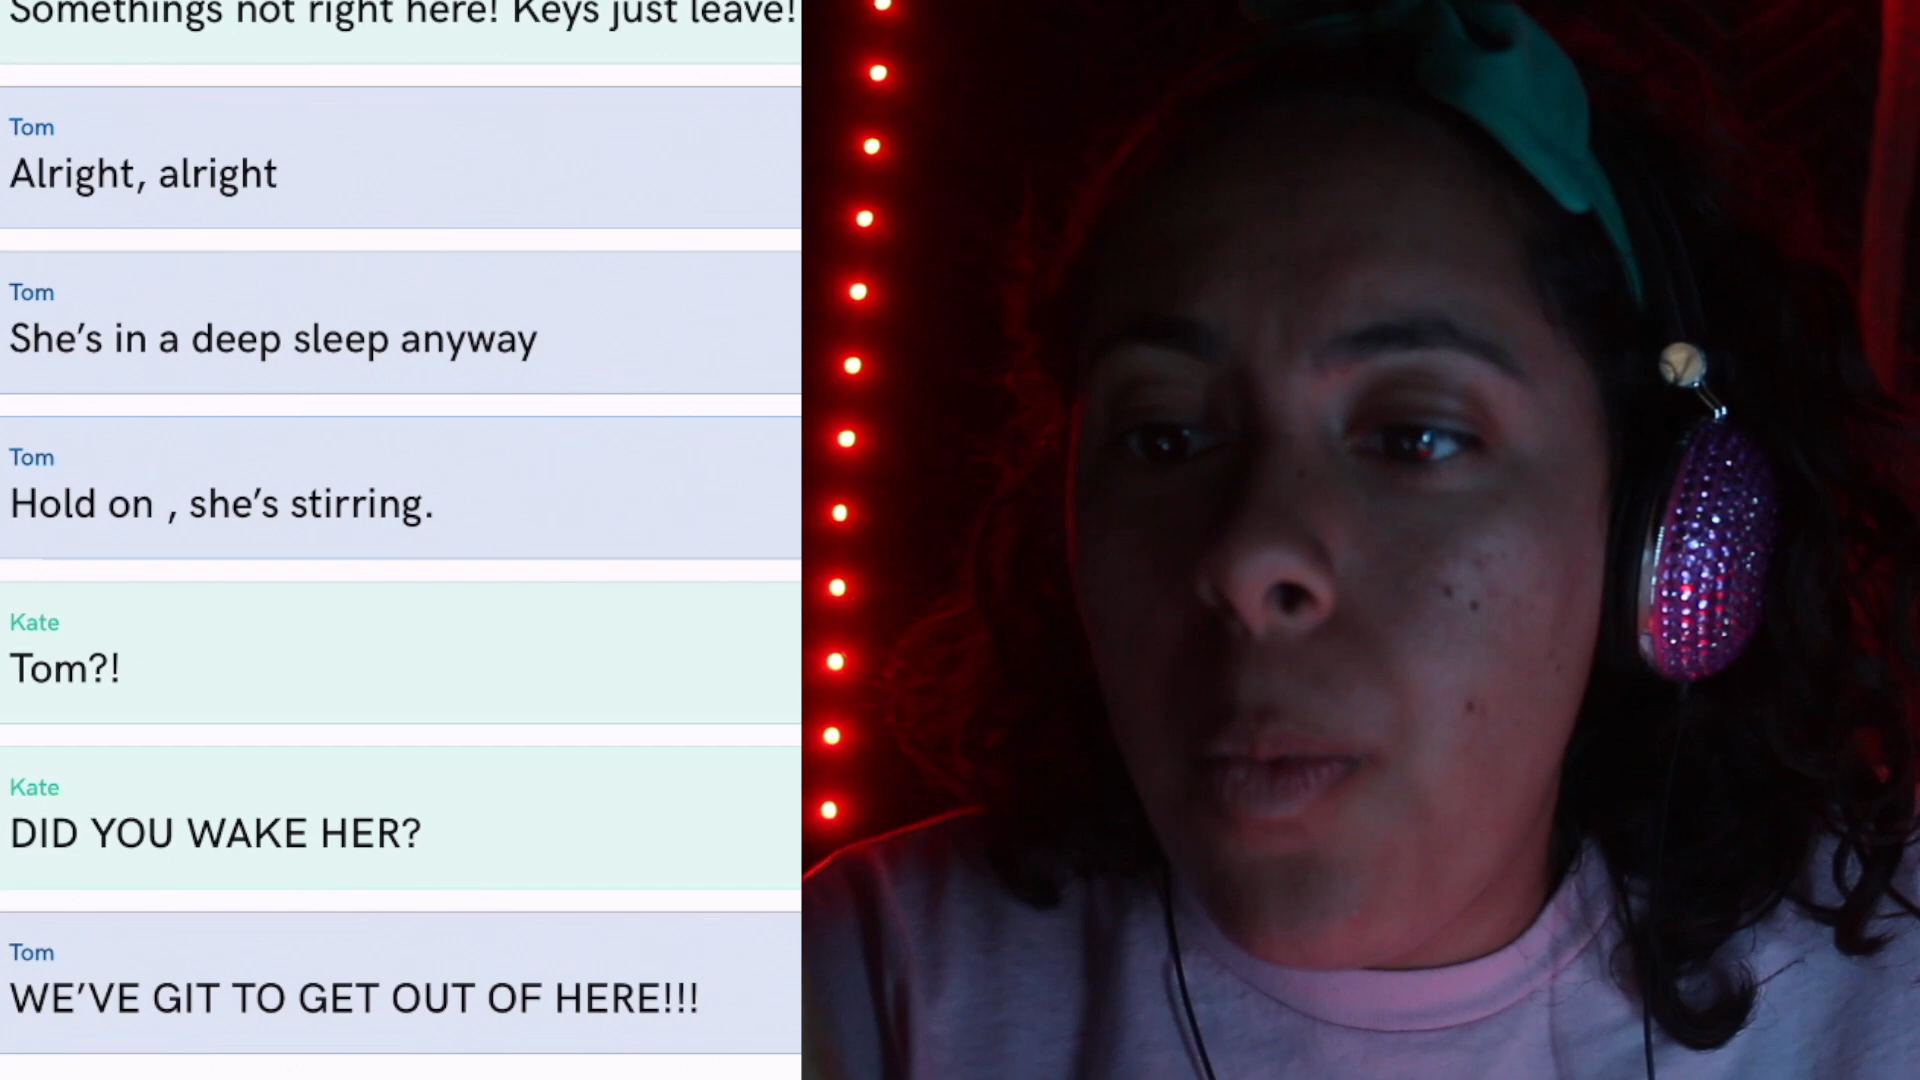 Somethings not right here! Keys just leave!
Tom
Alright, alright
Tom
She’s in a deep sleep anyway
Tom
Hold on , she’s stirring.
Kate
Tom?!
Kate
DID YOU WAKE HER?
Tom
WE’VE GIT TO GET OUT OF HERE!!!